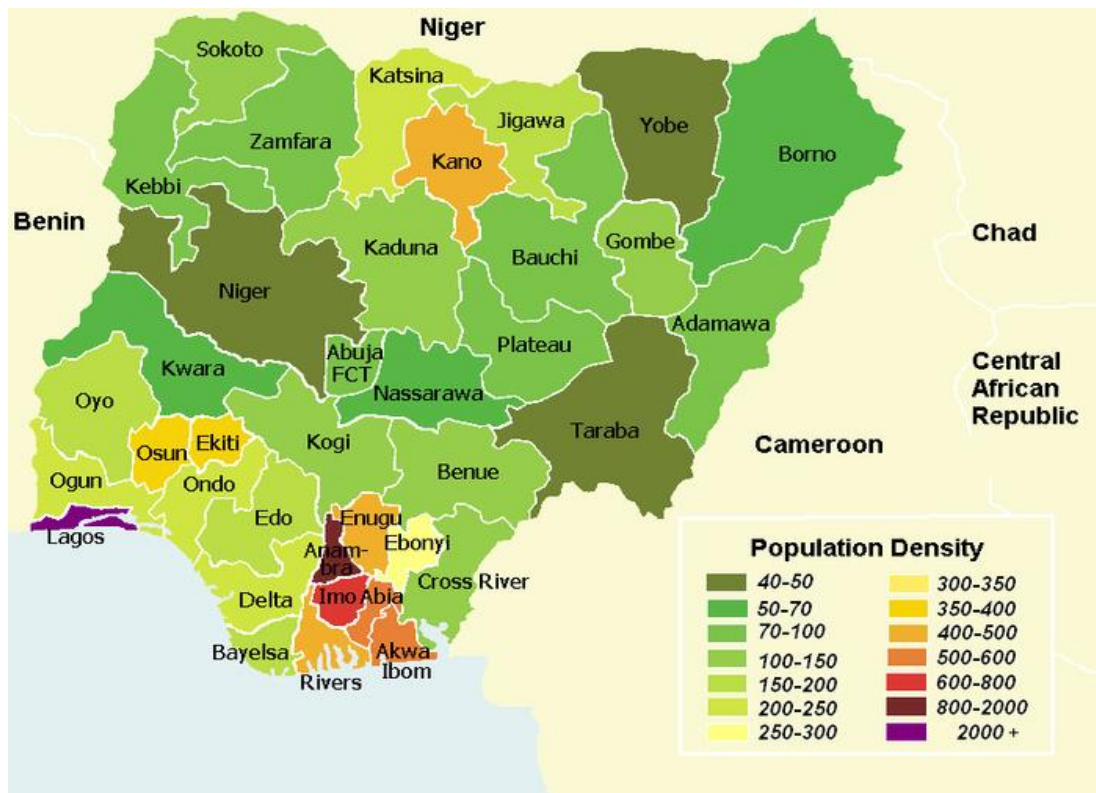 Niger
Sokoto
Katsina
Jigawa
Yobe
Borno
Zamfara
Kano
Kebbi
Benin
Chad
Kaduna
Bauchi
Gombe
Niger
Adamawa
Abuja
FCT
Plateau
Kwara
Nassarawa
Central
African
Republic
Oyo
Taraba
Cameroon
Osun
Ekiti
Kogi
Benue
Ogun
Ondo
Edo
Enugu
Lagos
Anam-
bra
Ebonyi
Cross River
Delta
Imo
Abia
Bayelsa
Akwa
Ibom
Rivers
Population Density
40-50
50-70
70-100
100-150
150-200
200-250
250-300
300-350
350-400
400-500
500-600
600-800
800-2000
2000 +